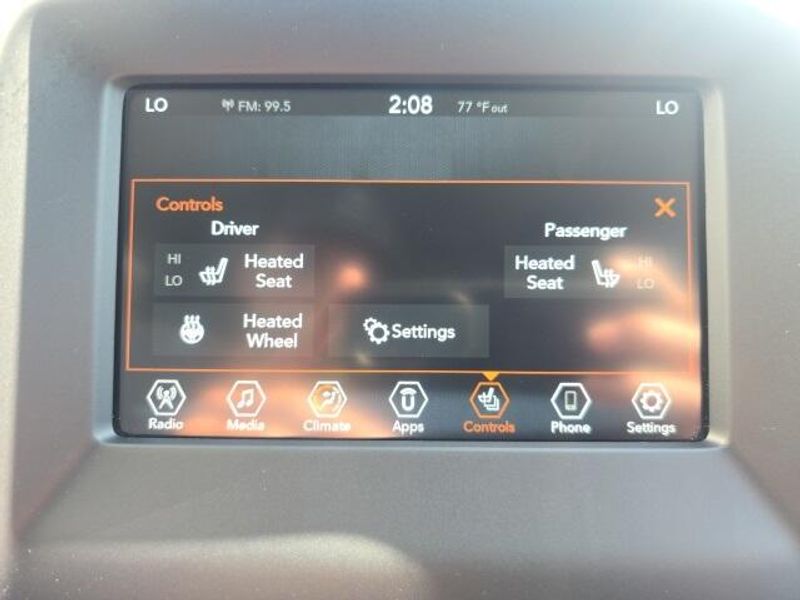 LO FM: 99.5 2:08 77 °F out LO
Controls
Driver Passenger
HI
LO
Heated
Seat
Heated
Seat
HI
LO
Heated
Wheel
Settings
Radio Media Climate Apps Controls Phone Settings